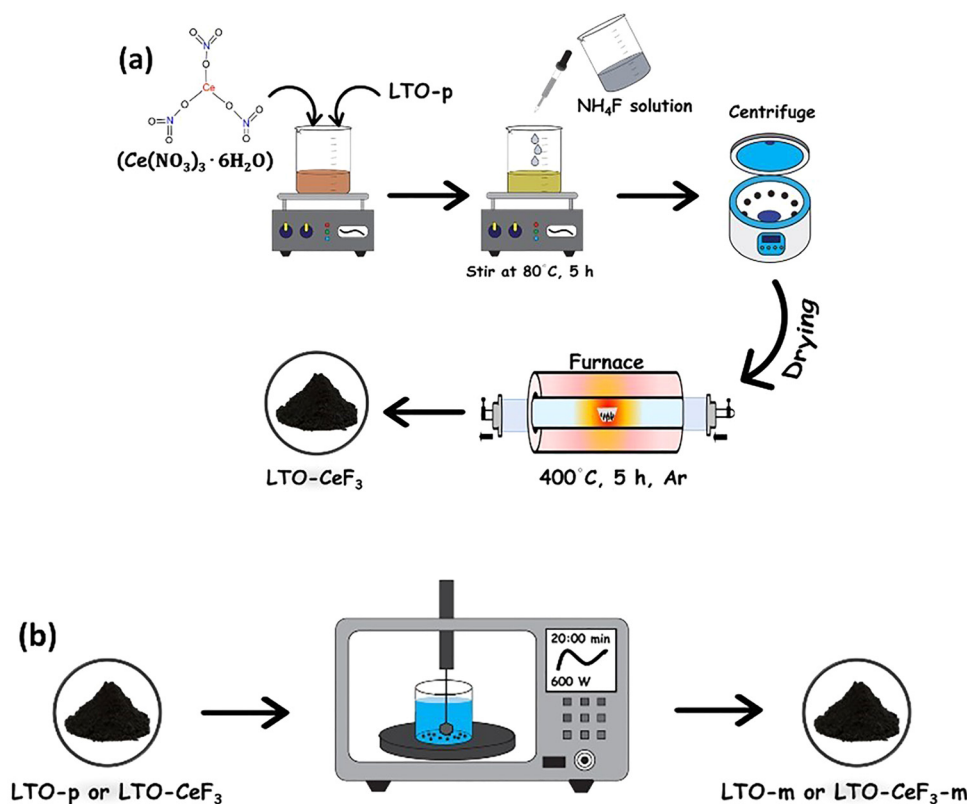 (a)
O
O
N
O
Ce
O
O
O
N
O
N
O
O
(Ce(NO₃)₃ · 6H₂O)
LTO-p
NH₄F solution
Stir at 80°C, 5 h
Centrifuge
Drying
Furnace
400°C, 5 h, Ar
LTO-CeF₃
(b)
20:00 min
600 W
LTO-p or LTO-CeF₃
LTO-m or LTO-CeF₃-m